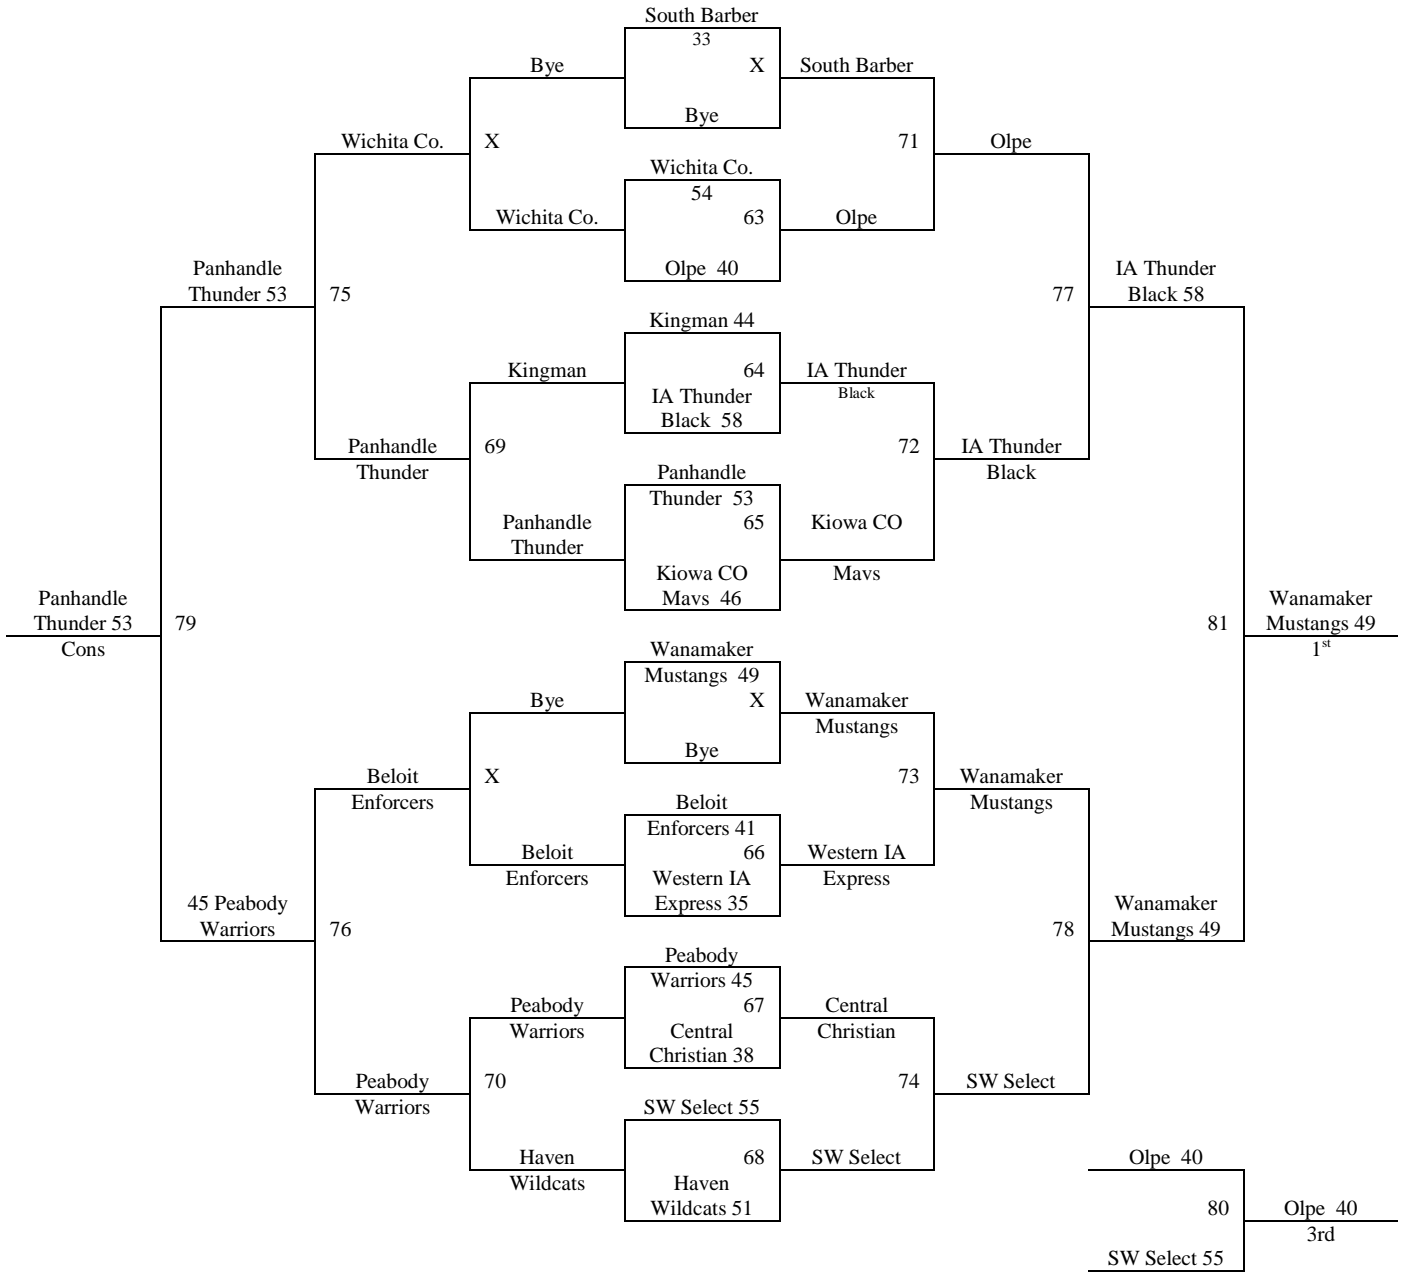 South Barber
33
Bye
X
South Barber
Bye
Wichita Co.
X
71
Olpe
Wichita Co.
54
Wichita Co.
63
Olpe
Panhandle
Thunder 53
75
Olpe 40
77
IA Thunder
Black 58
Kingman 44
Kingman
64
IA Thunder
Black
IA Thunder
Black 58
Panhandle
Thunder
69
72
IA Thunder
Black
Panhandle
Thunder 53
Panhandle
Thunder
65
Kiowa CO
Mavs
Kiowa CO
Mavs 46
Panhandle
Thunder 53
Cons
79
81
Wanamaker
Mustangs 49
1st
Wanamaker
Mustangs 49
Bye
X
Wanamaker
Mustangs
Bye
Beloit
Enforcers
X
73
Wanamaker
Mustangs
Beloit
Enforcers 41
Beloit
Enforcers
66
Western IA
Express
Western IA
Express 35
45 Peabody
Warriors
76
78
Wanamaker
Mustangs 49
Peabody
Warriors 45
Peabody
Warriors
67
Central
Christian
Central
Christian 38
Peabody
Warriors
70
74
SW Select
SW Select 55
Haven
Wildcats
68
SW Select
Haven
Wildcats 51
Olpe 40
80
Olpe 40
3rd
SW Select 55